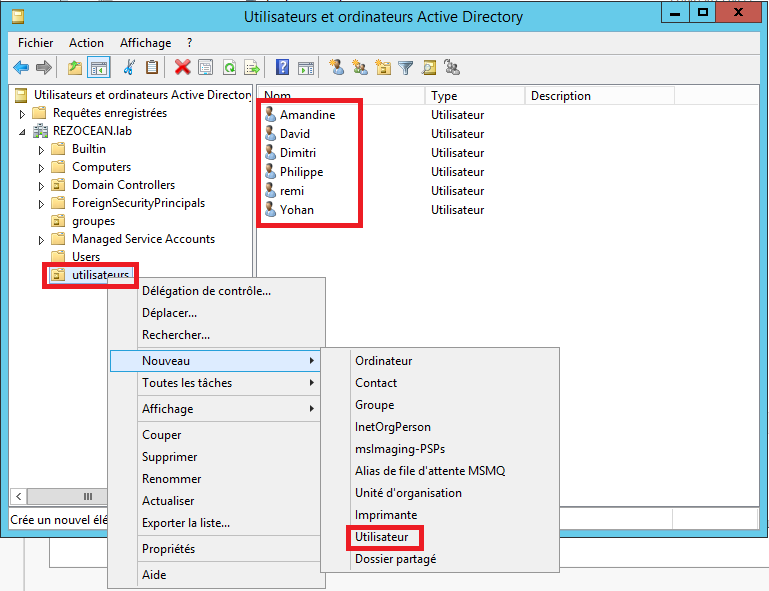 Utilisateurs et ordinateurs Active Directory
Fichier Action Affichage ?
Utilisateurs et ordinateurs Active Directory
Requêtes enregistrées
REZOCEAN.lab
Builtin
Computers
Domain Controllers
ForeignSecurityPrincipals
groupes
Managed Service Accounts
Users
utilisateurs
Nom Type Description
Amandine Utilisateur
David Utilisateur
Dimitri Utilisateur
Philippe Utilisateur
remi Utilisateur
Yohan Utilisateur
Délégation de contrôle...
Déplacer...
Rechercher...
Nouveau
Toutes les tâches
Affichage
Couper
Supprimer
Renommer
Actualiser
Exporter la liste...
Propriétés
Aide
Ordinateur
Contact
Groupe
InetOrgPerson
msImaging-PSPs
Alias de file d'attente MSMQ
Unité d'organisation
Imprimante
Utilisateur
Dossier partagé
Crée un nouvel élé